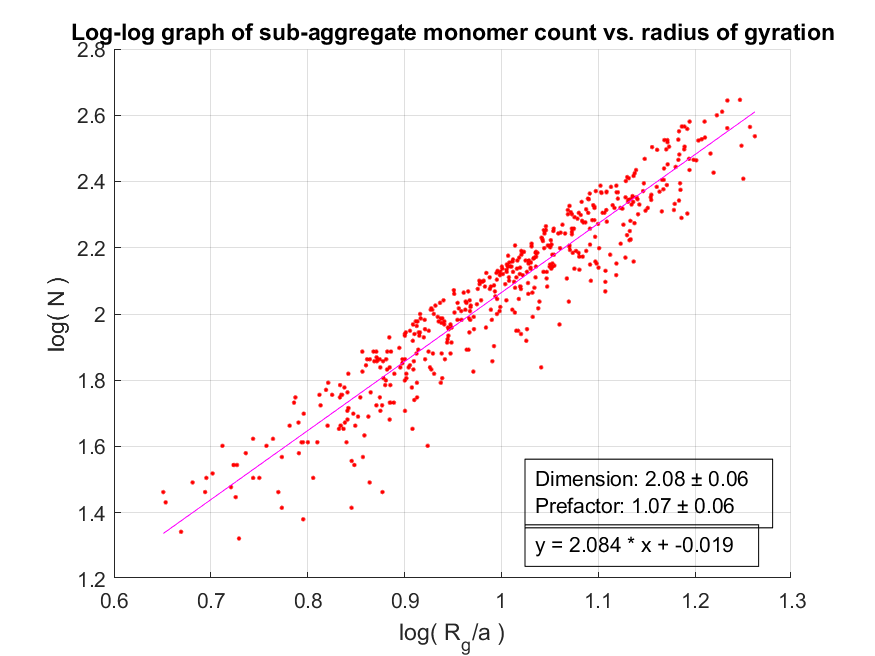 Log-log graph of sub-aggregate monomer count vs. radius of gyration
2.8
2.6
2.4
2.2
2
1.8
1.6
1.4
1.2
log( N )
Dimension: 2.08 ± 0.06
Prefactor: 1.07 ± 0.06
y = 2.084 * x + -0.019
0.6 0.7 0.8 0.9 1 1.1 1.2 1.3
log( Rg/a )